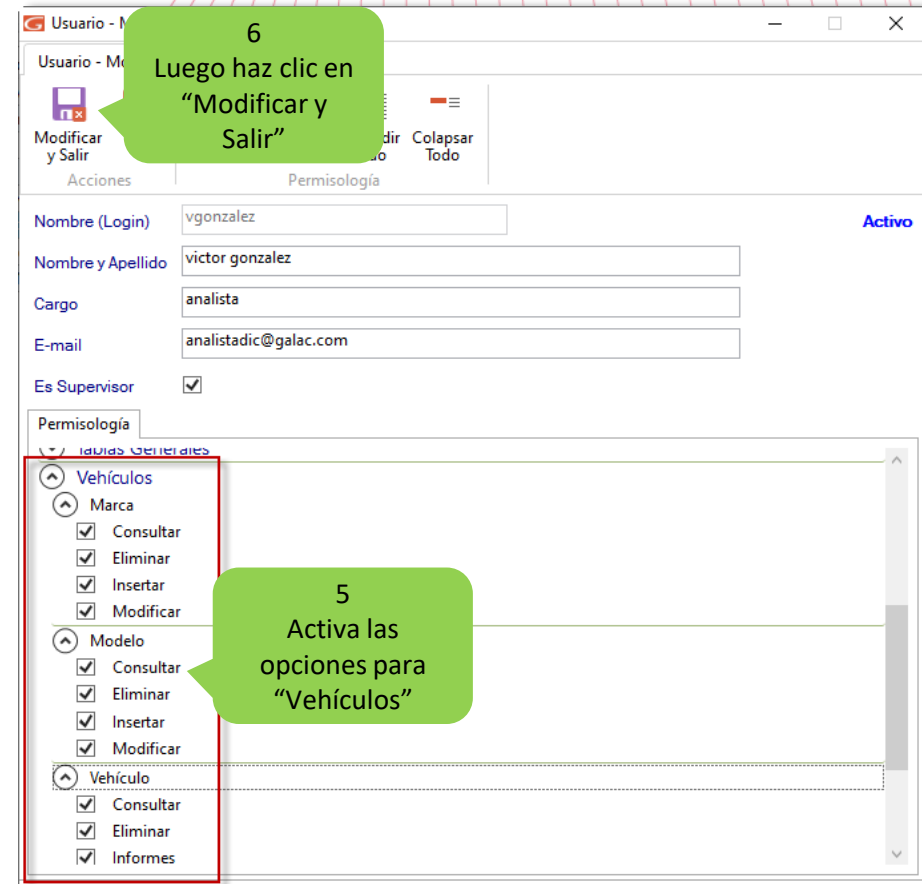 Usuario - M
6
Luego haz clic en
“Modificar y
Salir”
Usuario - Mo
Modificar
y Salir
dir
do
Colapsar
Todo
Acciones
Permisología
Nombre (Login)
vgonzalez
Activo
Nombre y Apellido
victor gonzalez
Cargo
analista
E-mail
analistadic@galac.com
Es Supervisor
Permisología
Tablas Generales
Vehículos
Marca
Consultar
Eliminar
Insertar
Modificar
5
Activa las
opciones para
“Vehículos”
Modelo
Consultar
Eliminar
Insertar
Modificar
Vehículo
Consultar
Eliminar
Informes